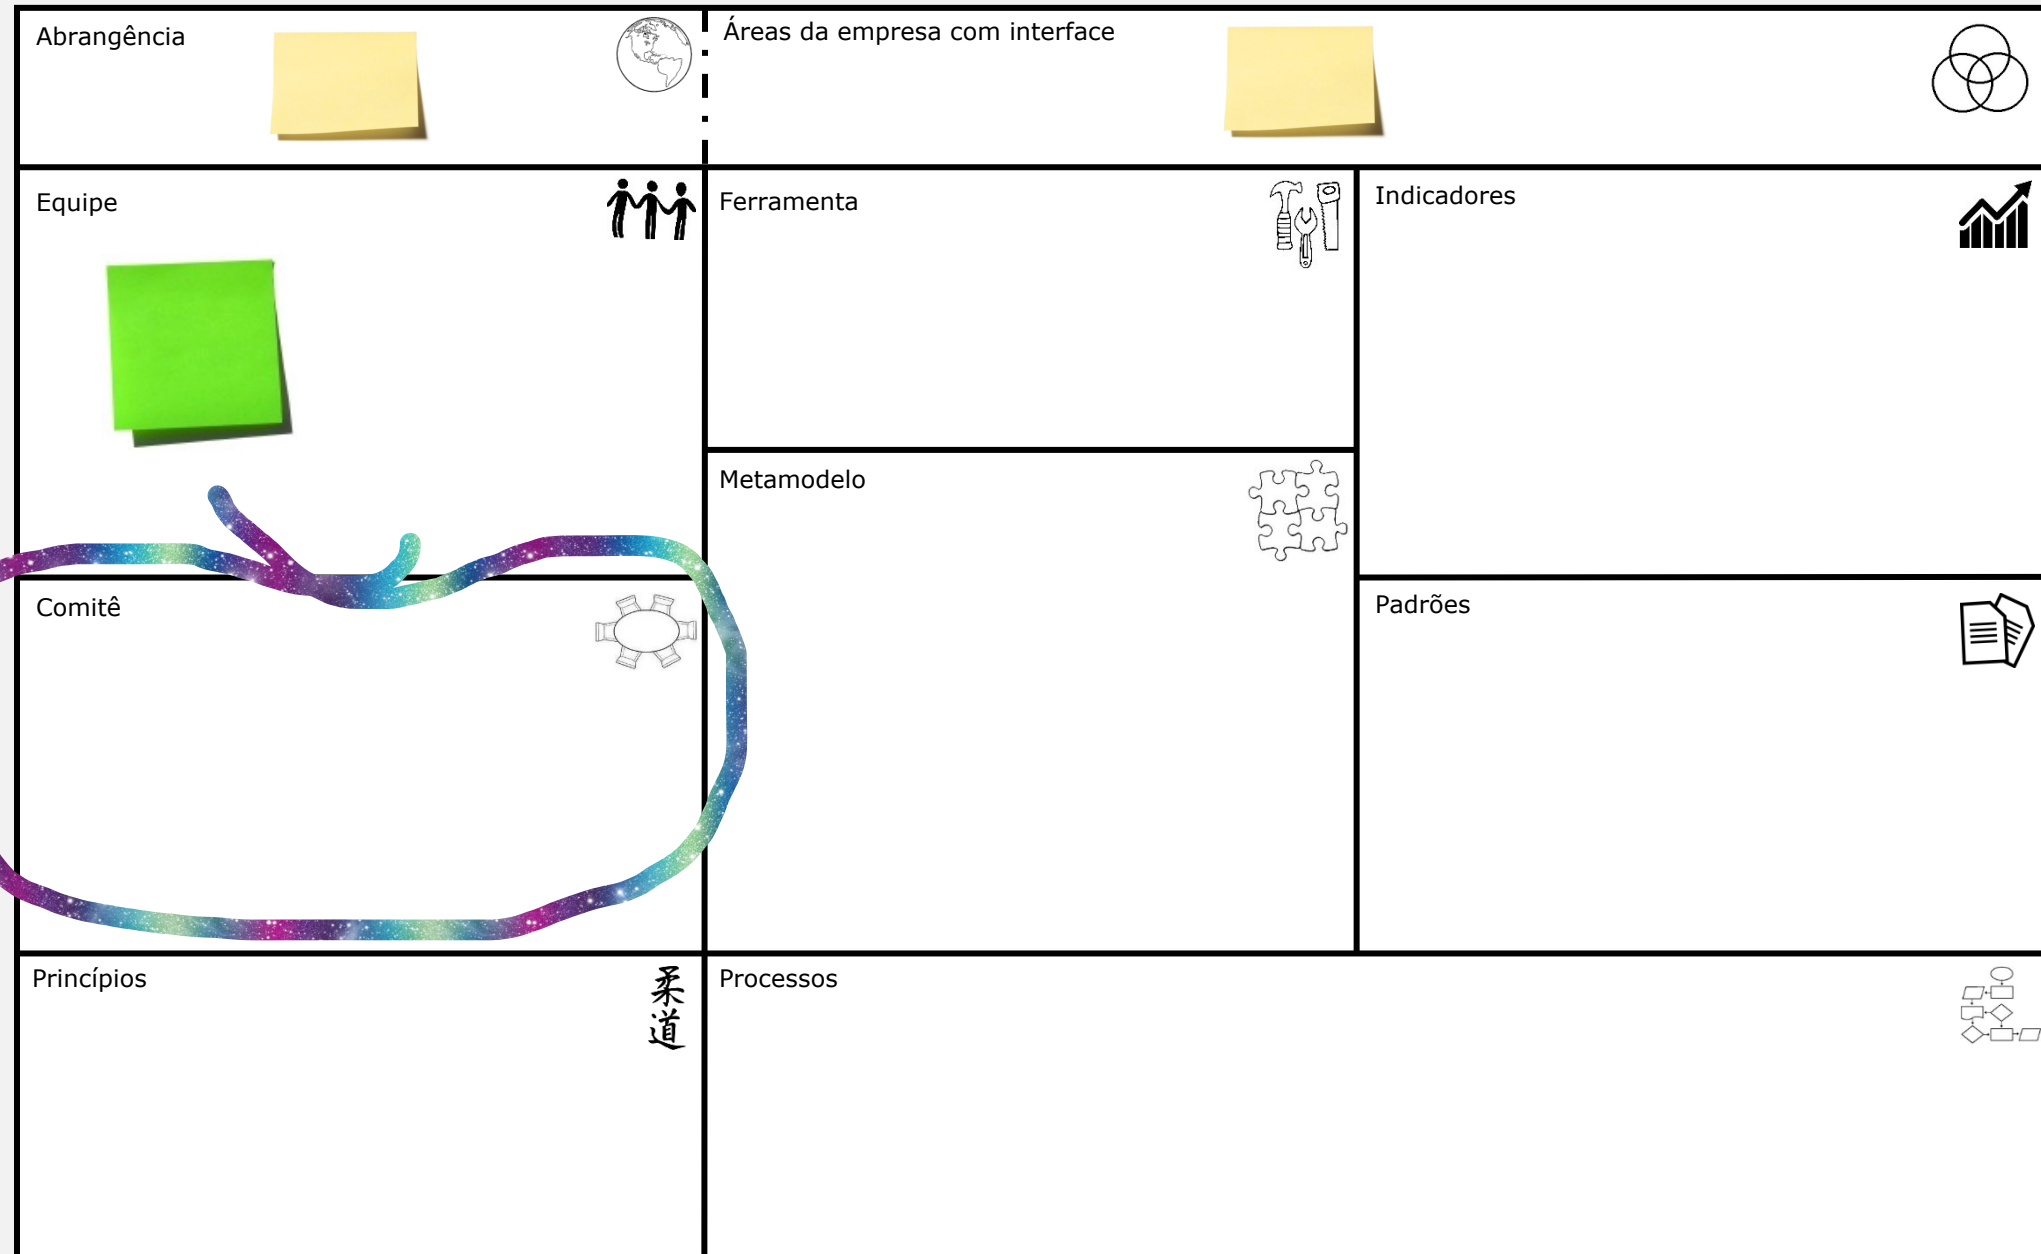 Abrangência
Áreas da empresa com interface
Equipe
Ferramenta
Indicadores
Metamodelo
Comitê
Padrões
Princípios
柔道
Processos